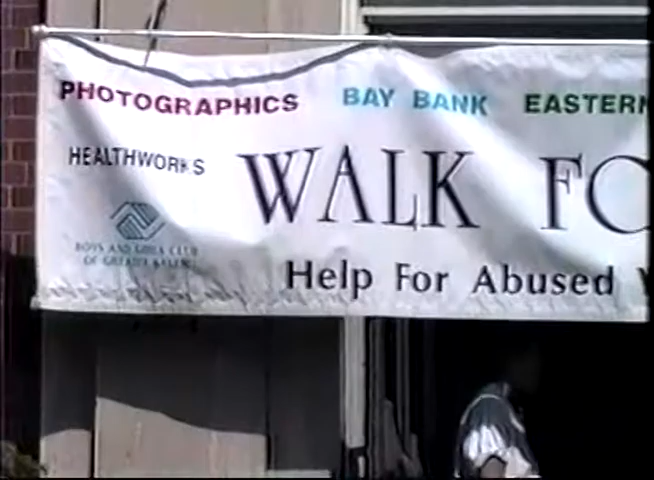 PHOTOGRAPHICS BAY BANK EASTERN
HEALTHWORKS
WALK FO
BOYS AND GIRLS CLUB
OF GREATER SALEM
Help For Abused